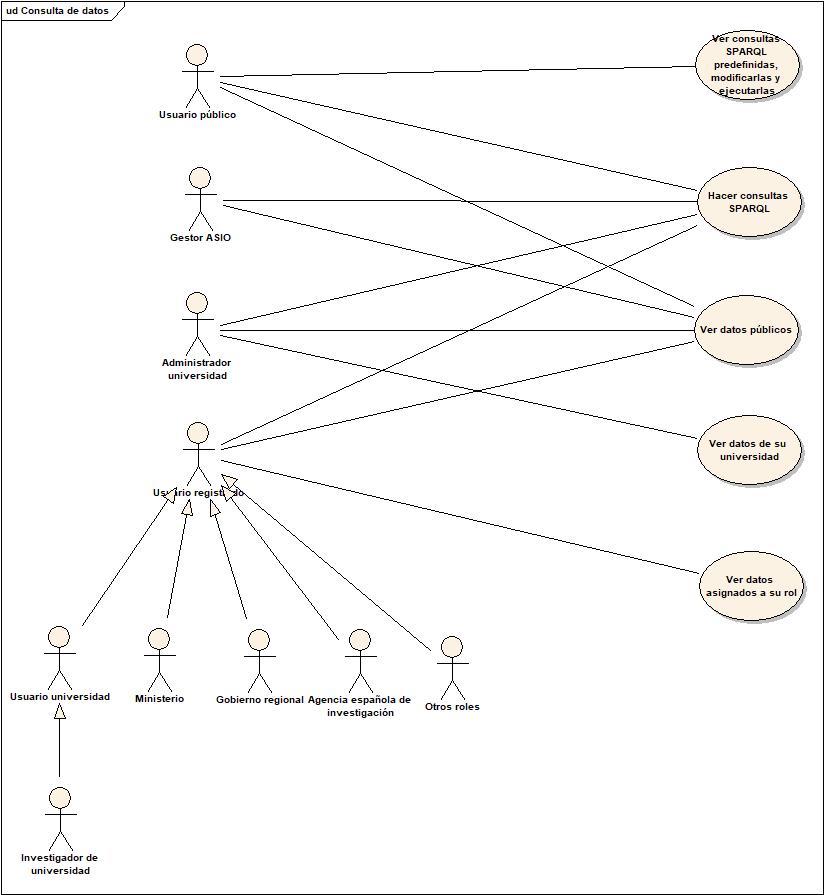 ud Consulta de datos
Ver consultas
SPARQL
predefinidas,
modificarlas y
ejecutarlas
Usuario público
Hacer consultas
SPARQL
Gestor ASIO
Ver datos públicos
Administrador
universidad
Ver datos de su
universidad
Usuario registrado
Ver datos
asignados a su rol
Usuario universidad
Ministerio
Gobierno regional
Agencia española de
investigación
Otros roles
Investigador de
universidad